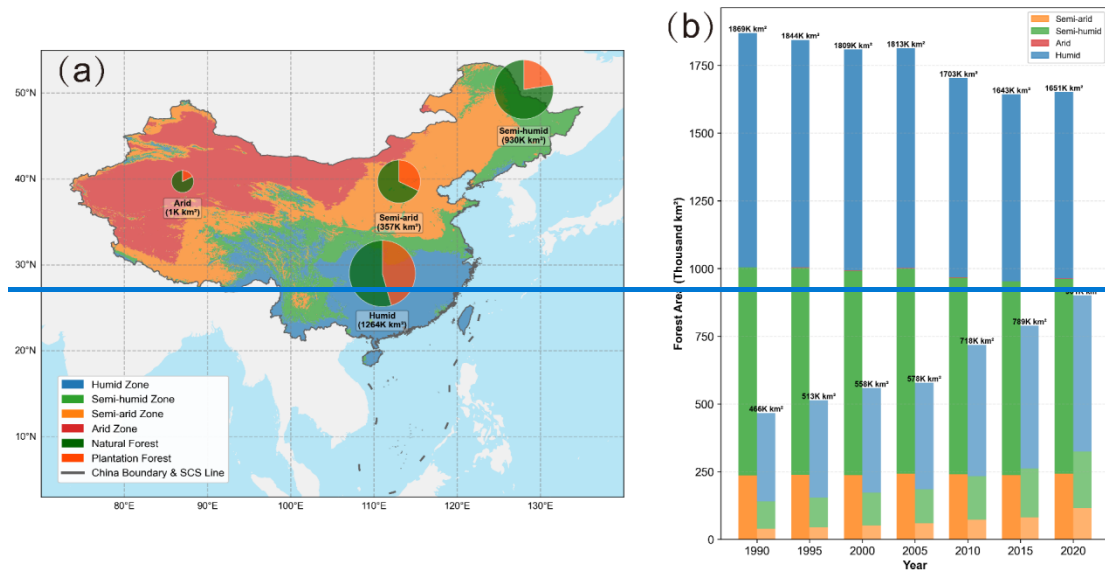 (a)
50°N
40°N
30°N
20°N
10°N
80°E
90°E
100°E
110°E
120°E
130°E
Semi-humid
(930K km²)
Arid
(1K km²)
Semi-arid
(357K km²)
Humid
(1264K km²)
Humid Zone
Semi-humid Zone
Semi-arid Zone
Arid Zone
Natural Forest
Plantation Forest
China Boundary & SCS Line
(b)
Semi-arid
Semi-humid
Arid
Humid
1869K km²
1844K km²
1809K km²
1813K km²
1703K km²
1643K km²
1651K km²
466K km²
513K km²
558K km²
578K km²
718K km²
789K km²
km²
Forest Area (Thousand km²)
1750
1500
1250
1000
750
500
250
0
1990
1995
2000
2005
2010
2015
2020
Year